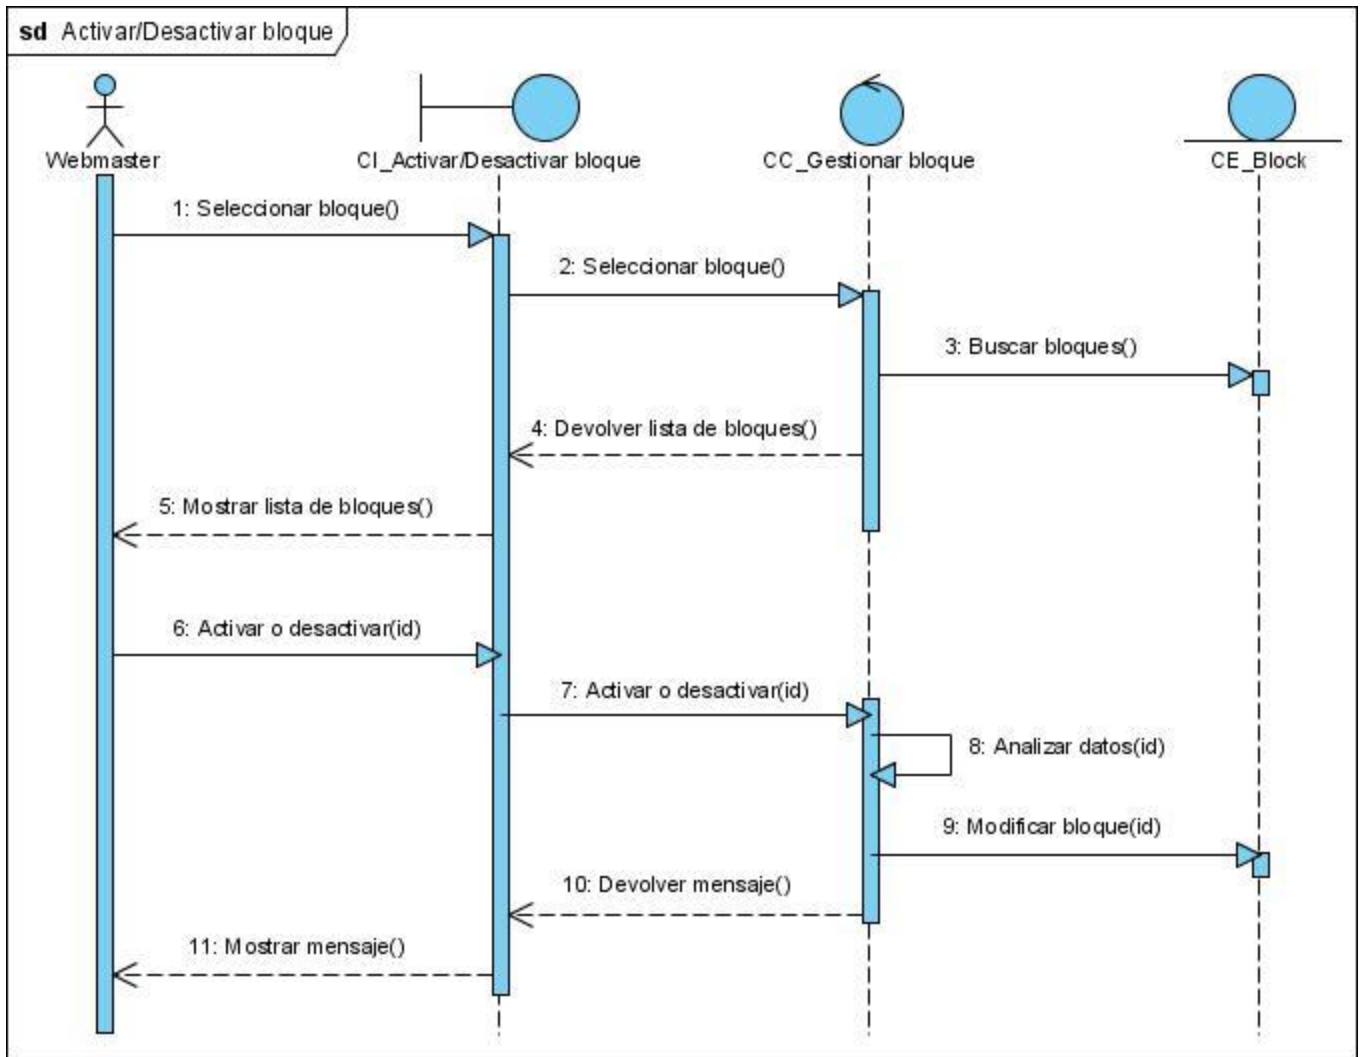 sd Activar/Desactivar bloque
Webmaster
CI_Activar/Desactivar bloque
CC_Gestionar bloque
CE_Block
1: Seleccionar bloque()
2: Seleccionar bloque()
3: Buscar bloques()
4: Devolver lista de bloques()
5: Mostrar lista de bloques()
6: Activar o desactivar(id)
7: Activar o desactivar(id)
8: Analizar datos(id)
9: Modificar bloque(id)
10: Devolver mensaje()
11: Mostrar mensaje()